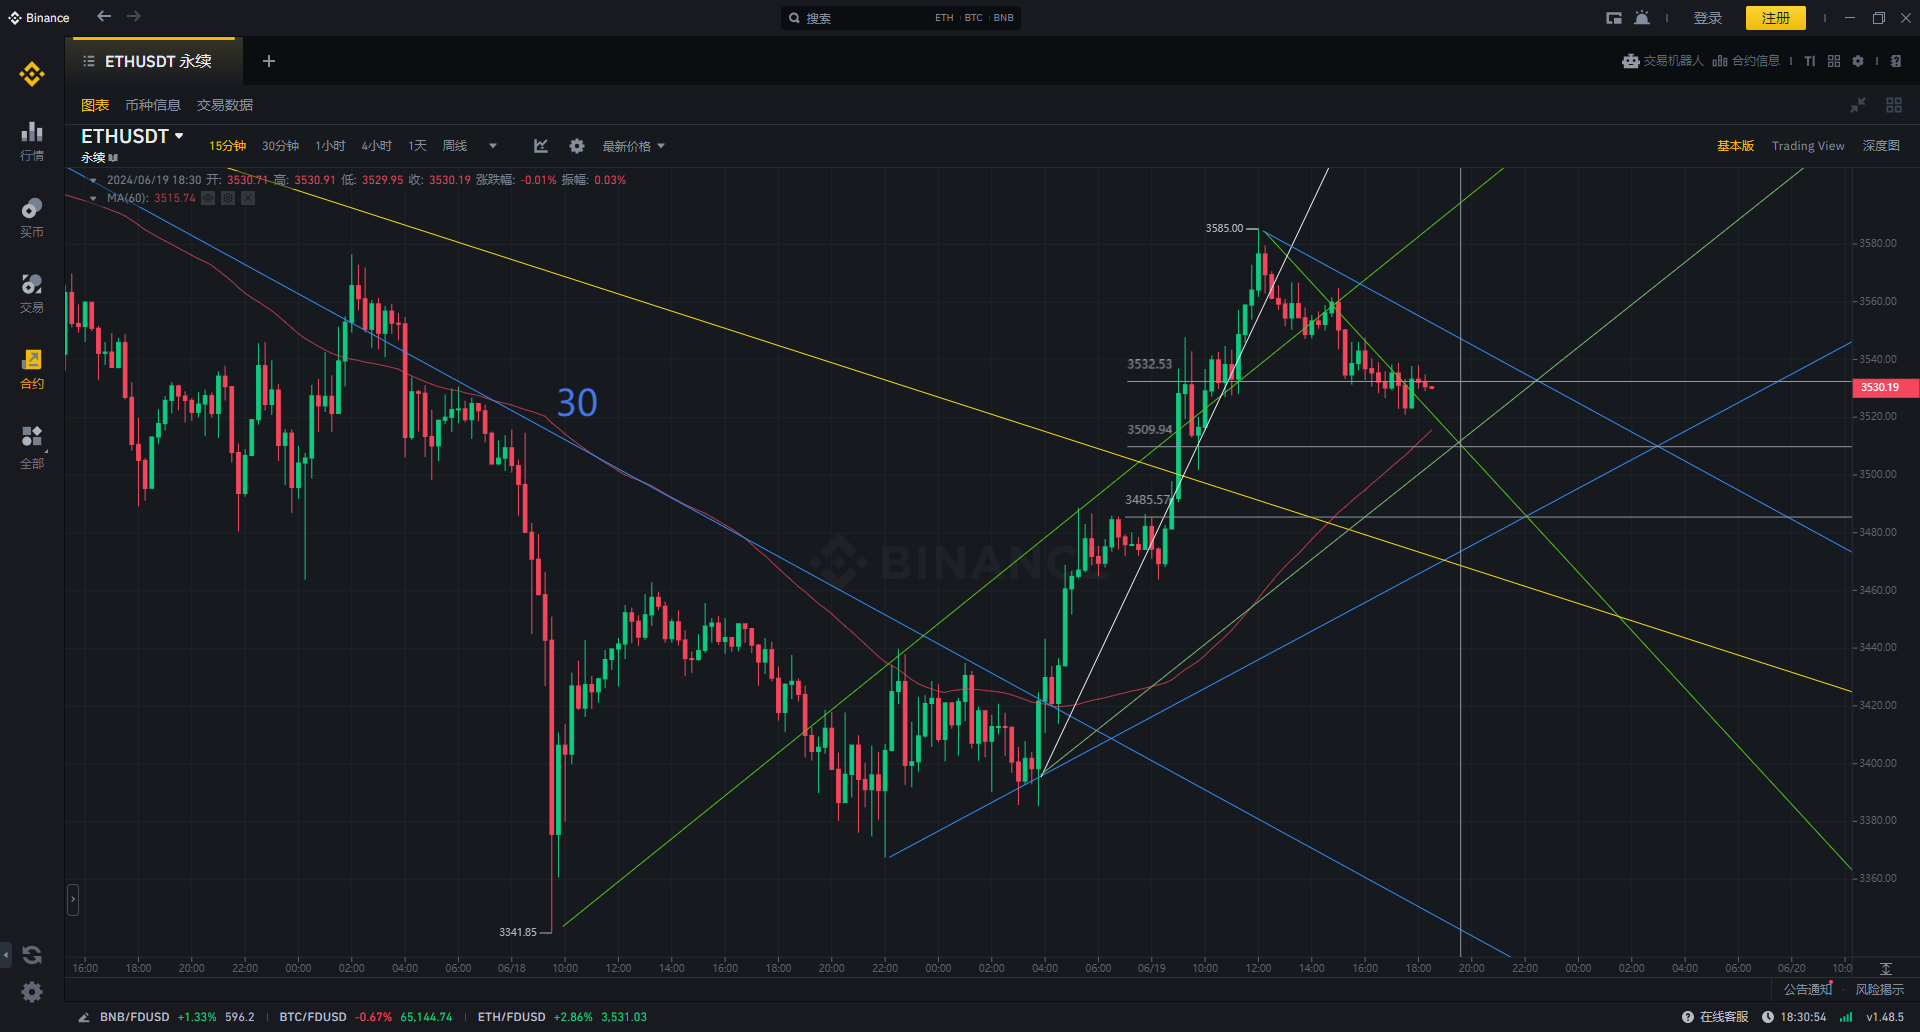 Binance
搜索 ETH BTC BNB
登录 注册
ETHUSDT 永续
交易机器人 合约信息
图表 币种信息 交易数据
ETHUSDT
永续
15分钟 30分钟 1小时 4小时 1天 周线
最新价格
基本版 Trading View 深度图
2024/06/19 18:30 开: 3530.71 高: 3530.91 低: 3529.95 收: 3530.19 涨跌幅: -0.01% 振幅: 0.03%
MA(60): 3515.74
行情
买币
交易
合约
全部
3585.00
3532.53
3509.94
3485.57
3341.85
30
BINANCE
3580.00
3560.00
3540.00
3530.19
3520.00
3500.00
3480.00
3460.00
3440.00
3420.00
3400.00
3380.00
3360.00
16:00 18:00 20:00 22:00 00:00 02:00 04:00 06:00 06/18 10:00 12:00 14:00 16:00 18:00 20:00 22:00 00:00 02:00 04:00 06:00 06/19 10:00 12:00 14:00 16:00 18:00 20:00 22:00 00:00 02:00 04:00 06:00 06/20 10:0
公告通知 风险揭示
BNB/FDUSD +1.33% 596.2 BTC/FDUSD -0.67% 65,144.74 ETH/FDUSD +2.86% 3,531.03
在线客服 18:30:54 v1.48.5